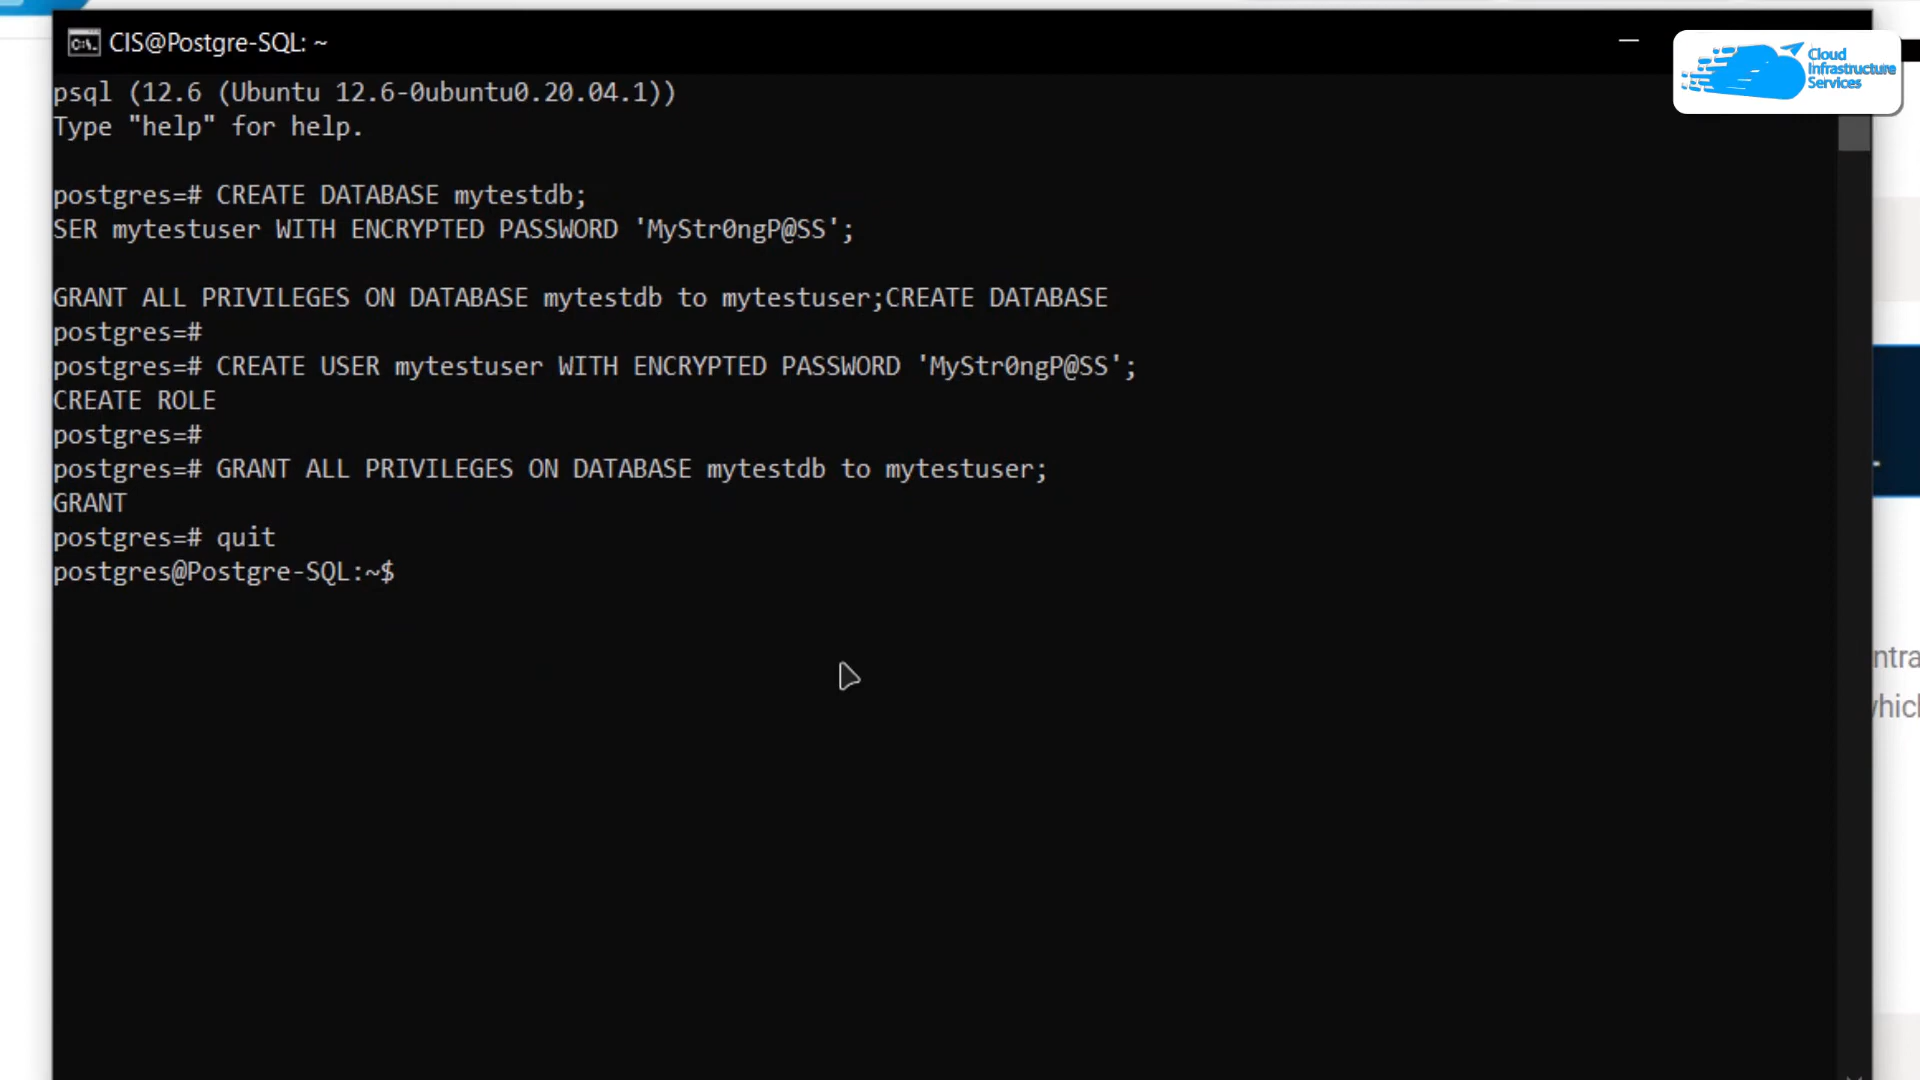 CIS@Postgre-SQL: ~
Cloud
Infrastructure
Services
psql (12.6 (Ubuntu 12.6-0ubuntu0.20.04.1))
Type "help" for help.
postgres=# CREATE DATABASE mytestdb;
SER mytestuser WITH ENCRYPTED PASSWORD 'MyStr0ngP@SS';
GRANT ALL PRIVILEGES ON DATABASE mytestdb to mytestuser;CREATE DATABASE
postgres=#
postgres=# CREATE USER mytestuser WITH ENCRYPTED PASSWORD 'MyStr0ngP@SS';
CREATE ROLE
postgres=#
postgres=# GRANT ALL PRIVILEGES ON DATABASE mytestdb to mytestuser;
GRANT
postgres=# quit
postgres@Postgre-SQL:~$